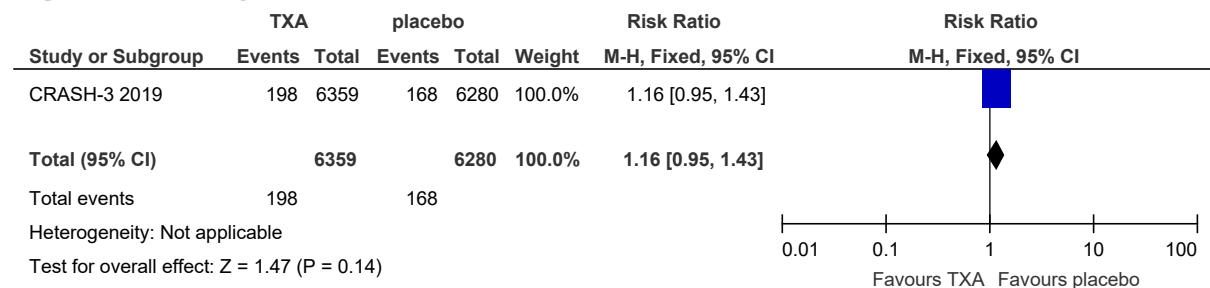 TXA placebo Risk Ratio Risk Ratio
Study or Subgroup Events Total Events Total Weight M-H, Fixed, 95% CI M-H, Fixed, 95% CI
CRASH-3 2019 198 6359 168 6280 100.0% 1.16 [0.95, 1.43]
Total (95% CI) 6359 6280 100.0% 1.16 [0.95, 1.43]
Total events 198 168
Heterogeneity: Not applicable
Test for overall effect: Z = 1.47 (P = 0.14)
0.01 0.1 1 10 100
Favours TXA Favours placebo